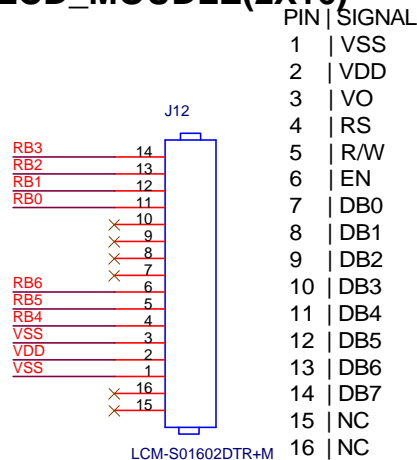 LCD_MOUDLE(2X16)
PIN | SIGNAL
1 | VSS
2 | VDD
3 | VO
4 | RS
5 | R/W
6 | EN
7 | DB0
8 | DB1
9 | DB2
10 | DB3
11 | DB4
12 | DB5
13 | DB6
14 | DB7
15 | NC
16 | NC
J12
RB3 14
RB2 13
RB1 12
RB0 11
10
9
8
7
RB6 6
RB5 5
RB4 4
VSS 3
VDD 2
VSS 1
16
15
LCM-S01602DTR+M